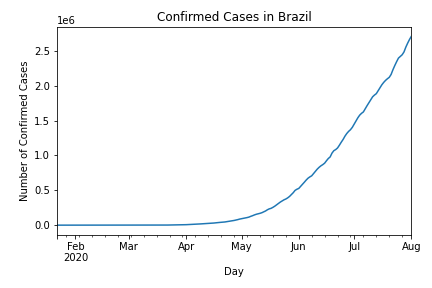 Confirmed Cases in Brazil
1e6
2.5
2.0
1.5
1.0
0.5
0.0
Number of Confirmed Cases
Feb Mar Apr May Jun Jul Aug
2020
Day